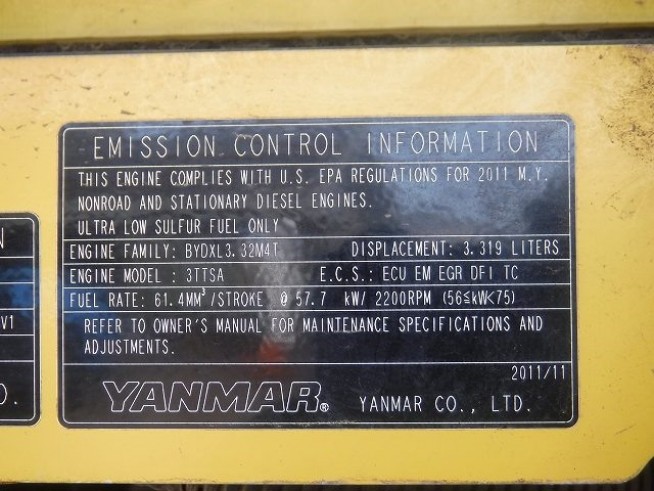 EMISSION CONTROL INFORMATION
THIS ENGINE COMPLIES WITH U.S. EPA REGULATIONS FOR 2011 M.Y.
NONROAD AND STATIONARY DIESEL ENGINES.
ULTRA LOW SULFUR FUEL ONLY
ENGINE FAMILY: BYDXL3.32M4T DISPLACEMENT: 3.319 LITERS
ENGINE MODEL : 3TTSA E.C.S.: ECU EM EGR DFI TC
FUEL RATE: 61.4MM³/STROKE @ 57.7 kW/ 2200RPM (56≦kW<75)
REFER TO OWNER'S MANUAL FOR MAINTENANCE SPECIFICATIONS AND
ADJUSTMENTS.
2011/11
YANMAR® YANMAR CO., LTD.
N
V1
O.